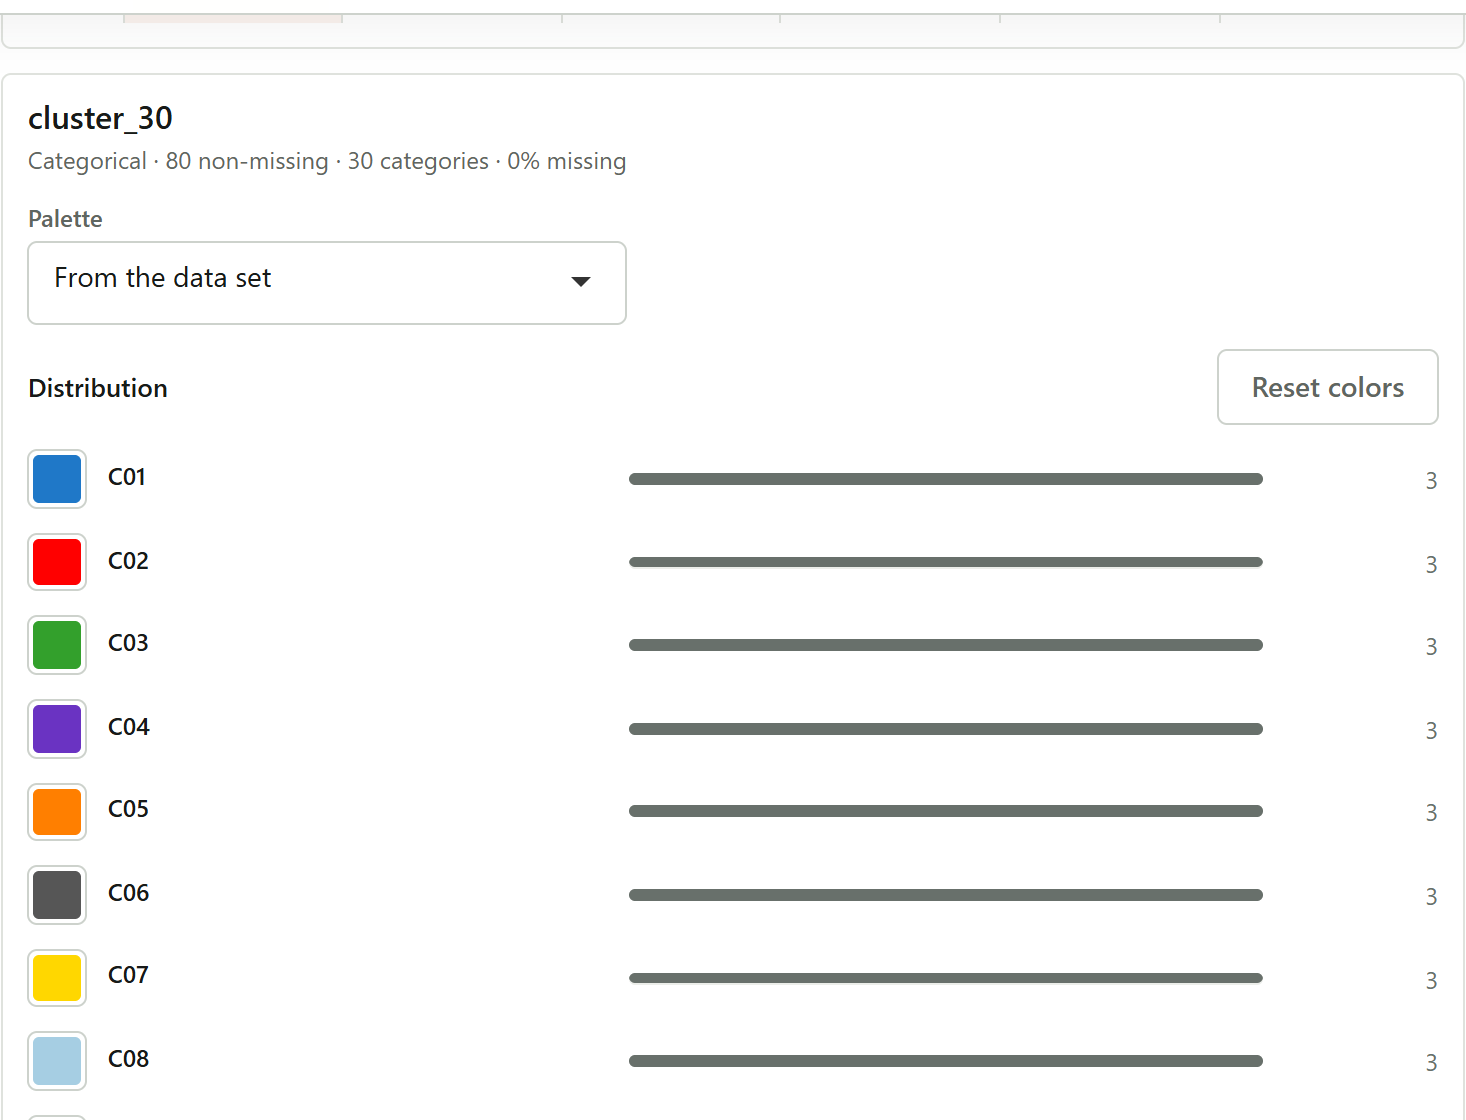 cluster_30
Categorical · 80 non-missing · 30 categories · 0% missing
Palette
From the data set
Distribution
Reset colors
C01 3
C02 3
C03 3
C04 3
C05 3
C06 3
C07 3
C08 3